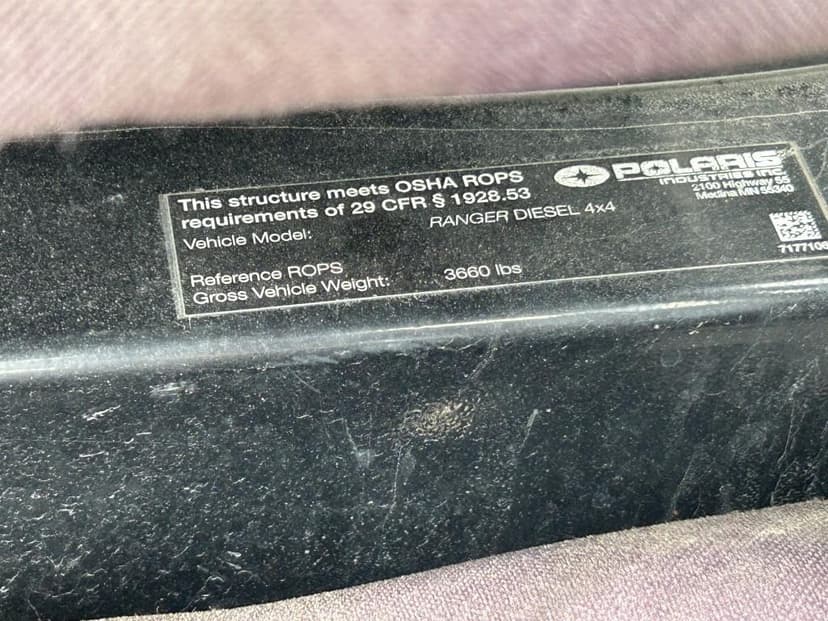 This structure meets OSHA ROPS
requirements of 29 CFR § 1928.53
Vehicle Model: RANGER DIESEL 4x4
Reference ROPS
Gross Vehicle Weight: 3660 lbs
POLARIS
INDUSTRIES INC.
2100 Highway 55
Medina MN 55340
7177106